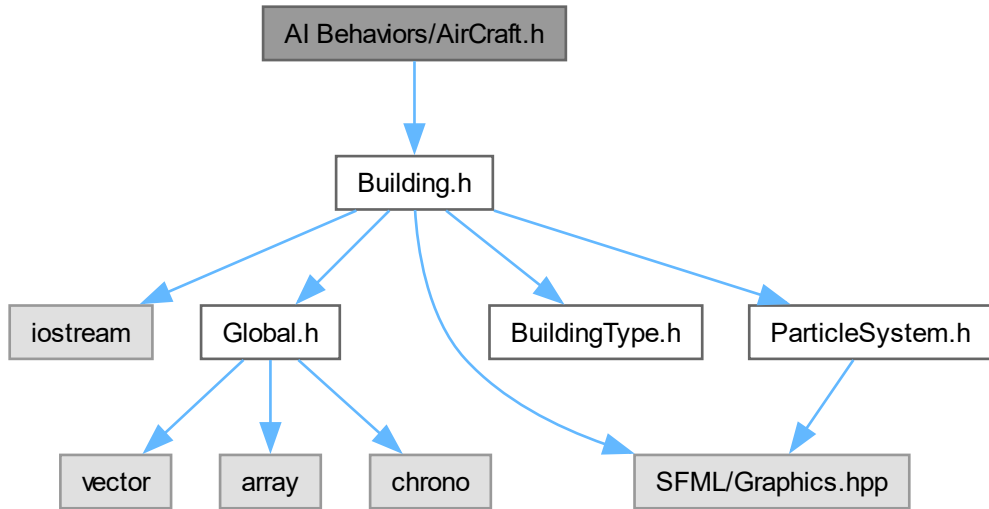 AI Behaviors/AirCraft.h
Building.h
iostream
Global.h
BuildingType.h
ParticleSystem.h
vector
array
chrono
SFML/Graphics.hpp